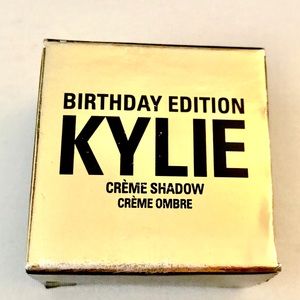 BIRTHDAY EDITION
KYLIE
CRÈME SHADOW
CRÈME OMBRE